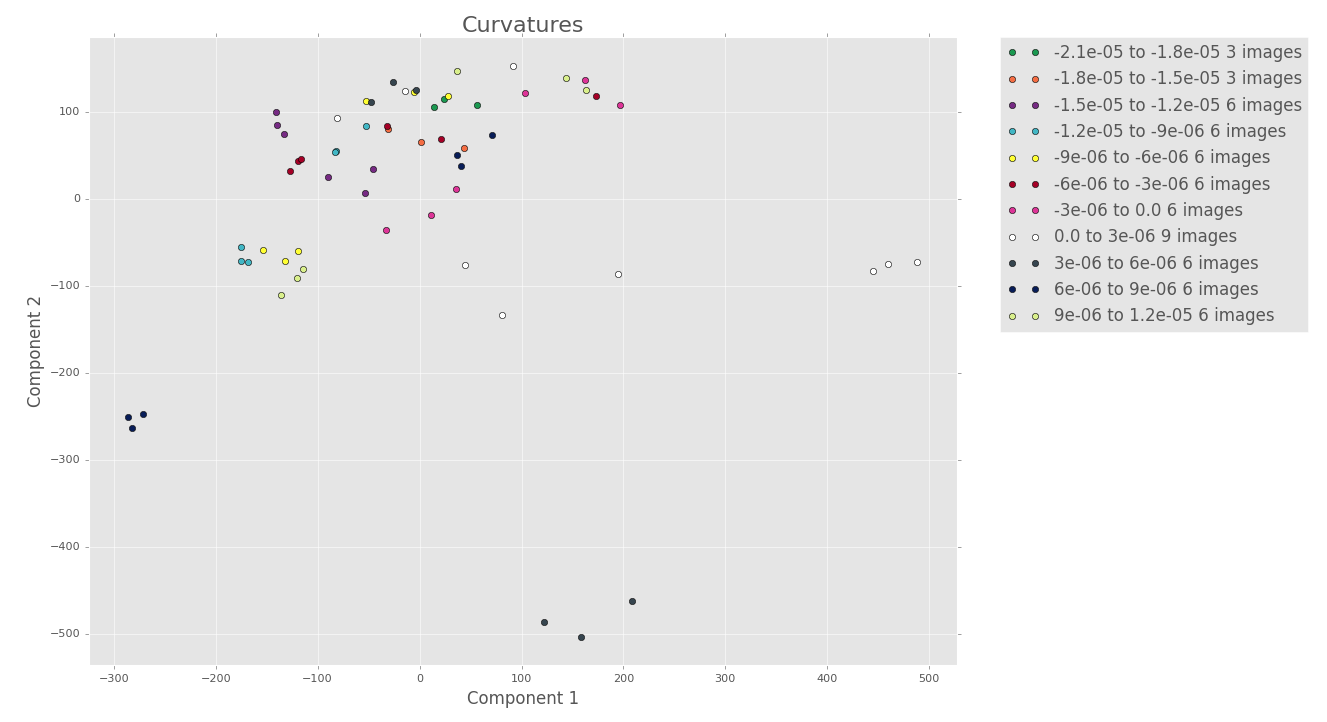 Curvatures
-2.1e-05 to -1.8e-05 3 images
-1.8e-05 to -1.5e-05 3 images
-1.5e-05 to -1.2e-05 6 images
-1.2e-05 to -9e-06 6 images
-9e-06 to -6e-06 6 images
-6e-06 to -3e-06 6 images
-3e-06 to 0.0 6 images
0.0 to 3e-06 9 images
3e-06 to 6e-06 6 images
6e-06 to 9e-06 6 images
9e-06 to 1.2e-05 6 images
Component 2
100
0
−100
−200
−300
−400
−500
−300 −200 −100 0 100 200 300 400 500
Component 1